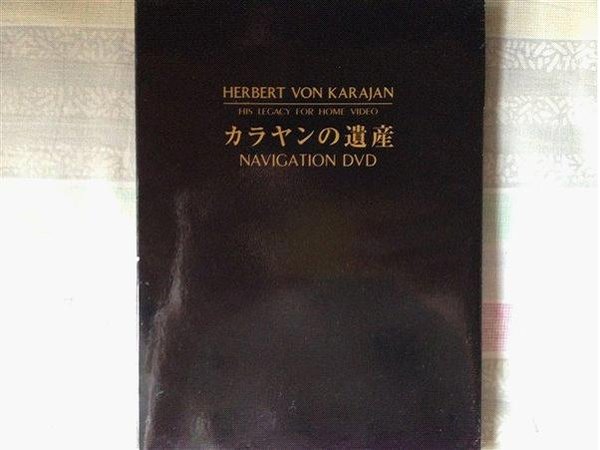 HERBERT VON KARAJAN
HIS LEGACY FOR HOME VIDEO
カラヤンの遺産
NAVIGATION DVD